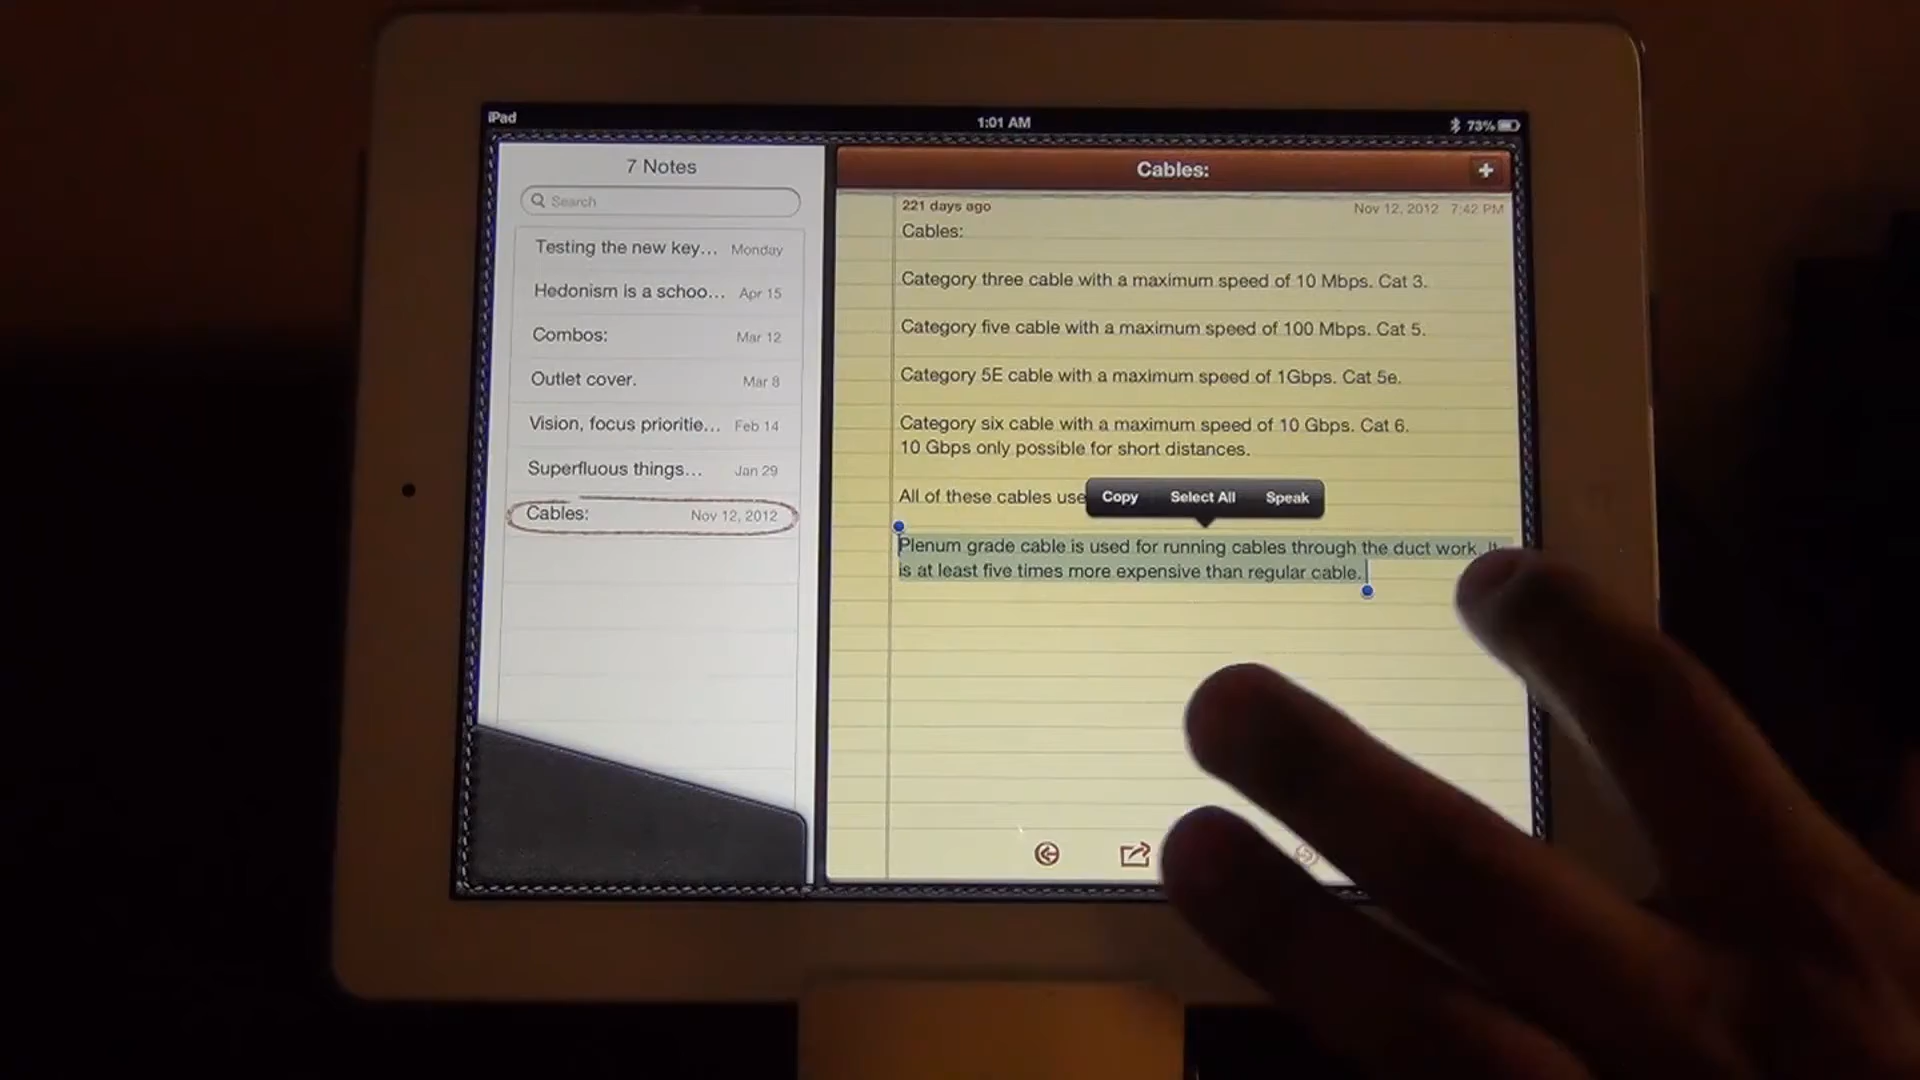 iPad
1:01 AM
73%
7 Notes
Search
Testing the new key... Monday
Hedonism is a schoo... Apr 15
Combos: Mar 12
Outlet cover. Mar 8
Vision, focus prioritie... Feb 14
Superfluous things... Jan 29
Cables: Nov 12, 2012
Cables:
221 days ago Nov 12, 2012 7:42 PM
Cables:
Category three cable with a maximum speed of 10 Mbps. Cat 3.
Category five cable with a maximum speed of 100 Mbps. Cat 5.
Category 5E cable with a maximum speed of 1Gbps. Cat 5e.
Category six cable with a maximum speed of 10 Gbps. Cat 6.
10 Gbps only possible for short distances.
All of these cables use
Copy Select All Speak
Plenum grade cable is used for running cables through the duct work. It
is at least five times more expensive than regular cable.